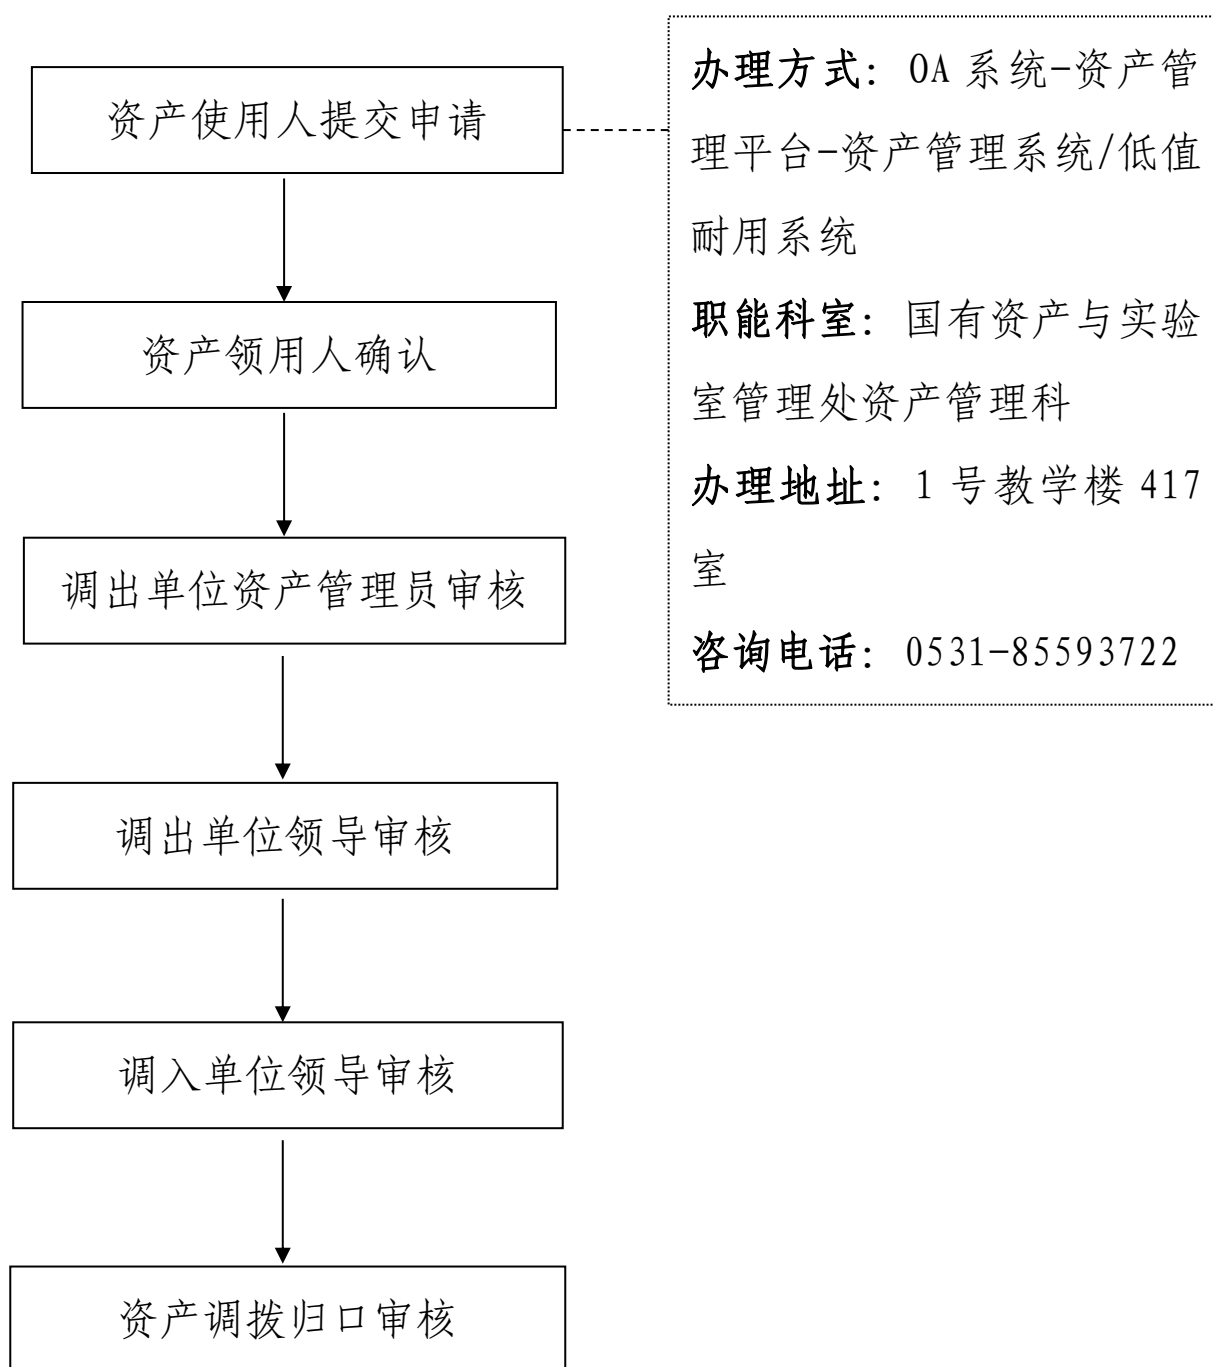 资产使用人提交申请
资产领用人确认
调出单位资产管理员审核
调出单位领导审核
调入单位领导审核
资产调拨归口审核
办理方式：OA 系统-资产管
理平台-资产管理系统/低值
耐用系统
职能科室：国有资产与实验
室管理处资产管理科
办理地址：1 号教学楼 417
室
咨询电话：0531-85593722